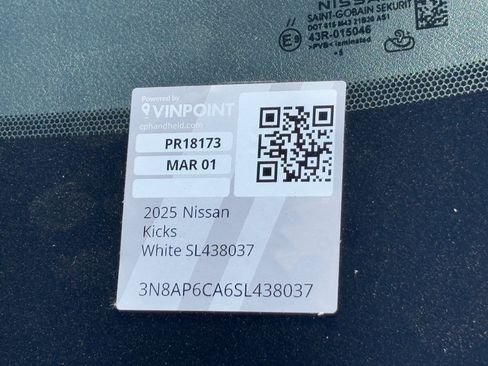 NISSAN
SAINT-GOBAIN SEKURIT
43R-015046
Powered by
VINPOINT
cphandheld.com
PR18173
MAR 01
2025 Nissan
Kicks
White SL438037
3N8AP6CA6SL438037